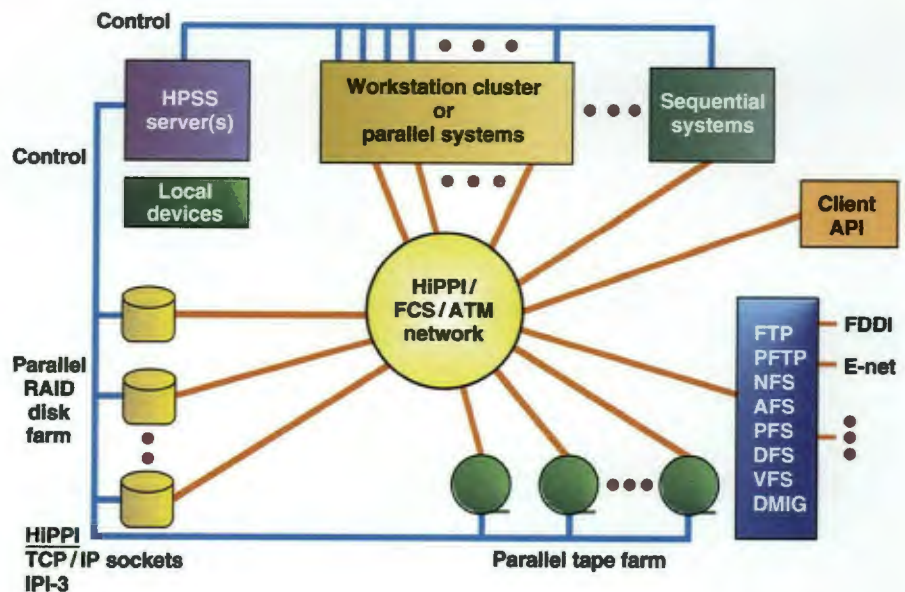 Control
HPSS
server(s)
Workstation cluster
or
parallel systems
Sequential
systems
Control
Local
devices
Client
API
HiPPI/
FCS/ATM
network
Parallel
RAID
disk
farm
FTP
PFTP
NFS
AFS
PFS
DFS
VFS
DMIG
FDDI
E-net
HiPPI
TCP/IP sockets
IPI-3
Parallel tape farm